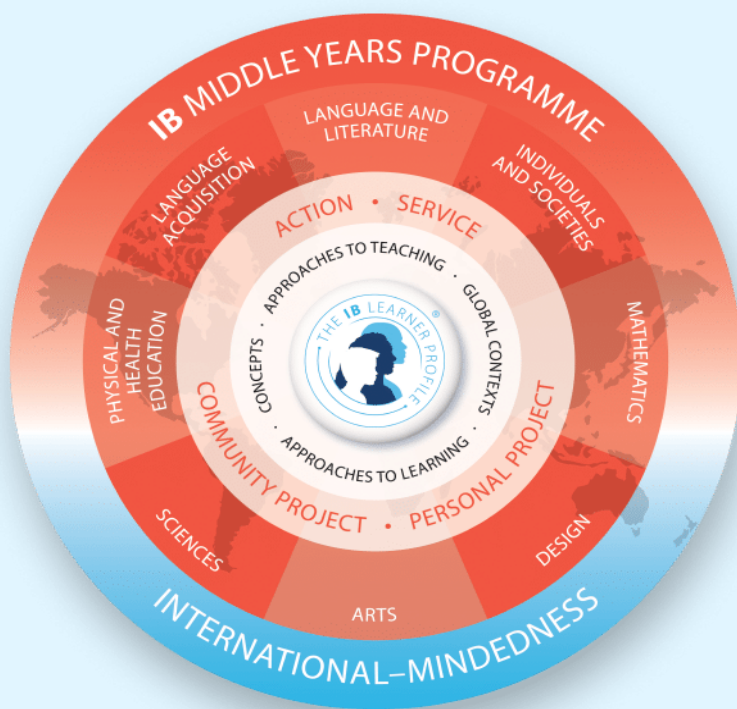 IB MIDDLE YEARS PROGRAMME
LANGUAGE AND
LITERATURE
LANGUAGE
ACQUISITION
INDIVIDUALS
AND SOCIETIES
PHYSICAL AND
HEALTH
EDUCATION
MATHEMATICS
SCIENCES
DESIGN
ARTS
ACTION • SERVICE
COMMUNITY PROJECT • PERSONAL PROJECT
APPROACHES TO TEACHING · GLOBAL CONTEXTS ·
APPROACHES TO LEARNING · CONCEPTS ·
THE IB LEARNER PROFILE ®
INTERNATIONAL–MINDEDNESS